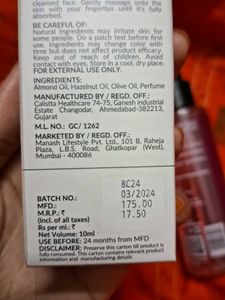 cleansed face. Gently massage onto the
skin with your fingertips until it's fully
absorbed.
BE CAREFUL OF:
Natural Ingredients may irritate skin for
some people. Do a patch test before first
use. Ingredients may change color with
time but does not affect product efficacy.
Keep out of reach of children. Avoid
contact with eyes. Store in a cool, dry place.
FOR EXTERNAL USE ONLY.
INGREDIENTS:
Almond Oil, Hazelnut Oil, Olive Oil, Perfume
MANUFACTURED BY / REGD. OFF.:
Calistta Healthcare 74-75, Ganesh industrial
Estate Changodar, Ahmedabad-382213,
Gujarat
M.L NO.: GC/ 1262
MARKETED BY / REGD. OFF.:
Manash Lifestyle Pvt. Ltd., 101 B, Raheja
Plaza, L.B.S. Road, Ghatkopar (West),
Mumbai - 400086
BATCH NO.: 8C24
MFD.: 03/2024
M.R.P.: ₹ 175.00
(incl. of all taxes)
Rs per ml.: ₹ 17.50
Net Volume: 10ml
USE BEFORE: 24 months from MFD
DISCLAIMER: Preserve this carton till product is
fully consumed. This carton contains relevant product
information and manufacturing details